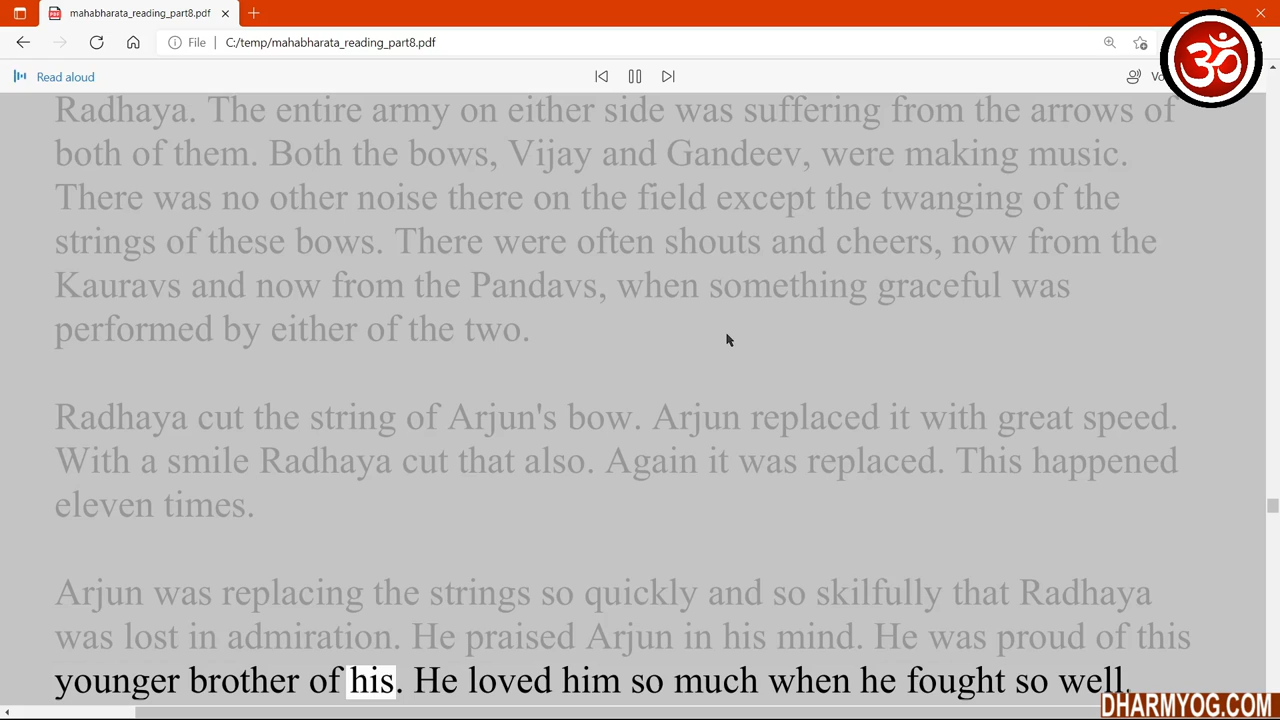 mahabharata_reading_part8.pdf
File
C:/temp/mahabharata_reading_part8.pdf
ॐ
Read aloud
Radhaya. The entire army on either side was suffering from the arrows of
both of them. Both the bows, Vijay and Gandeev, were making music.
There was no other noise there on the field except the twanging of the
strings of these bows. There were often shouts and cheers, now from the
Kauravs and now from the Pandavs, when something graceful was
performed by either of the two.
Radhaya cut the string of Arjun's bow. Arjun replaced it with great speed.
With a smile Radhaya cut that also. Again it was replaced. This happened
eleven times.
Arjun was replacing the strings so quickly and so skilfully that Radhaya
was lost in admiration. He praised Arjun in his mind. He was proud of this
younger brother of his. He loved him so much when he fought so well.
DHARMYOG.COM